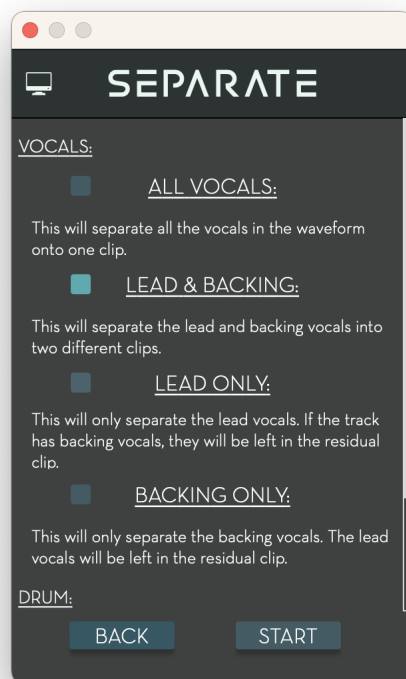 SEPARATE
VOCALS:
ALL VOCALS:
This will separate all the vocals in the waveform
onto one clip.
LEAD & BACKING:
This will separate the lead and backing vocals into
two different clips.
LEAD ONLY:
This will only separate the lead vocals. If the track
has backing vocals, they will be left in the residual
clip.
BACKING ONLY:
This will only separate the backing vocals. The lead
vocals will be left in the residual clip.
DRUM:
BACK
START